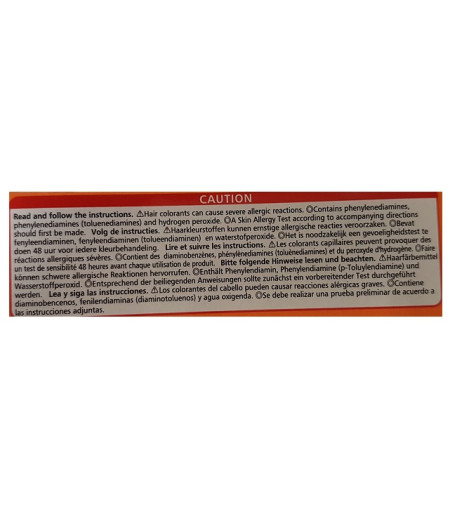 CAUTION
Read and follow the instructions. ⚠Hair colorants can cause severe allergic reactions. ◎Contains phenylenediamines,
phenylenediamines (toluenediamines) and hydrogen peroxide. ◎A Skin Allergy Test according to accompanying directions
should first be made. Volg de instructies. ⚠Haarkleurstoffen kunnen ernstige allergische reacties veroorzaken. ◎Bevat
fenyleendiaminen, fenyleendiaminen (tolueendiaminen) en waterstofperoxide. ◎Het is noodzakelijk een gevoeligheidstest te
doen 48 uur voor iedere kleurbehandeling. Lire et suivre les instructions. ⚠Les colorants capillaires peuvent provoquer des
réactions allergiques sévères. ◎Contient des diaminobenzènes, phénylènediamines (toluènediamines) et du peroxyde d'hydrogène. ◎Faire
un test de sensibilité 48 heures avant chaque utilisation de produit. Bitte folgende Hinweise lesen und beachten. ⚠Haarfärbemittel
können schwere allergische Reaktionen hervorrufen. ◎Enthält Phenylendiamin, Phenylendiamine (p-Toluylendiamine) und
Wasserstoffperoxid. ◎Entsprechend der beiliegenden Anweisungen sollte zunächst ein vorbereitender Test durchgeführt
werden. Lea y siga las instrucciones. ⚠Los colorantes del cabello pueden causar reacciones alérgicas graves. ◎Contiene
diaminobencenos, fenilendiaminas (diaminotoluenos) y agua oxigenda. ◎Se debe realizar una prueba preliminar de acuerdo a
las instrucciones adjuntas.